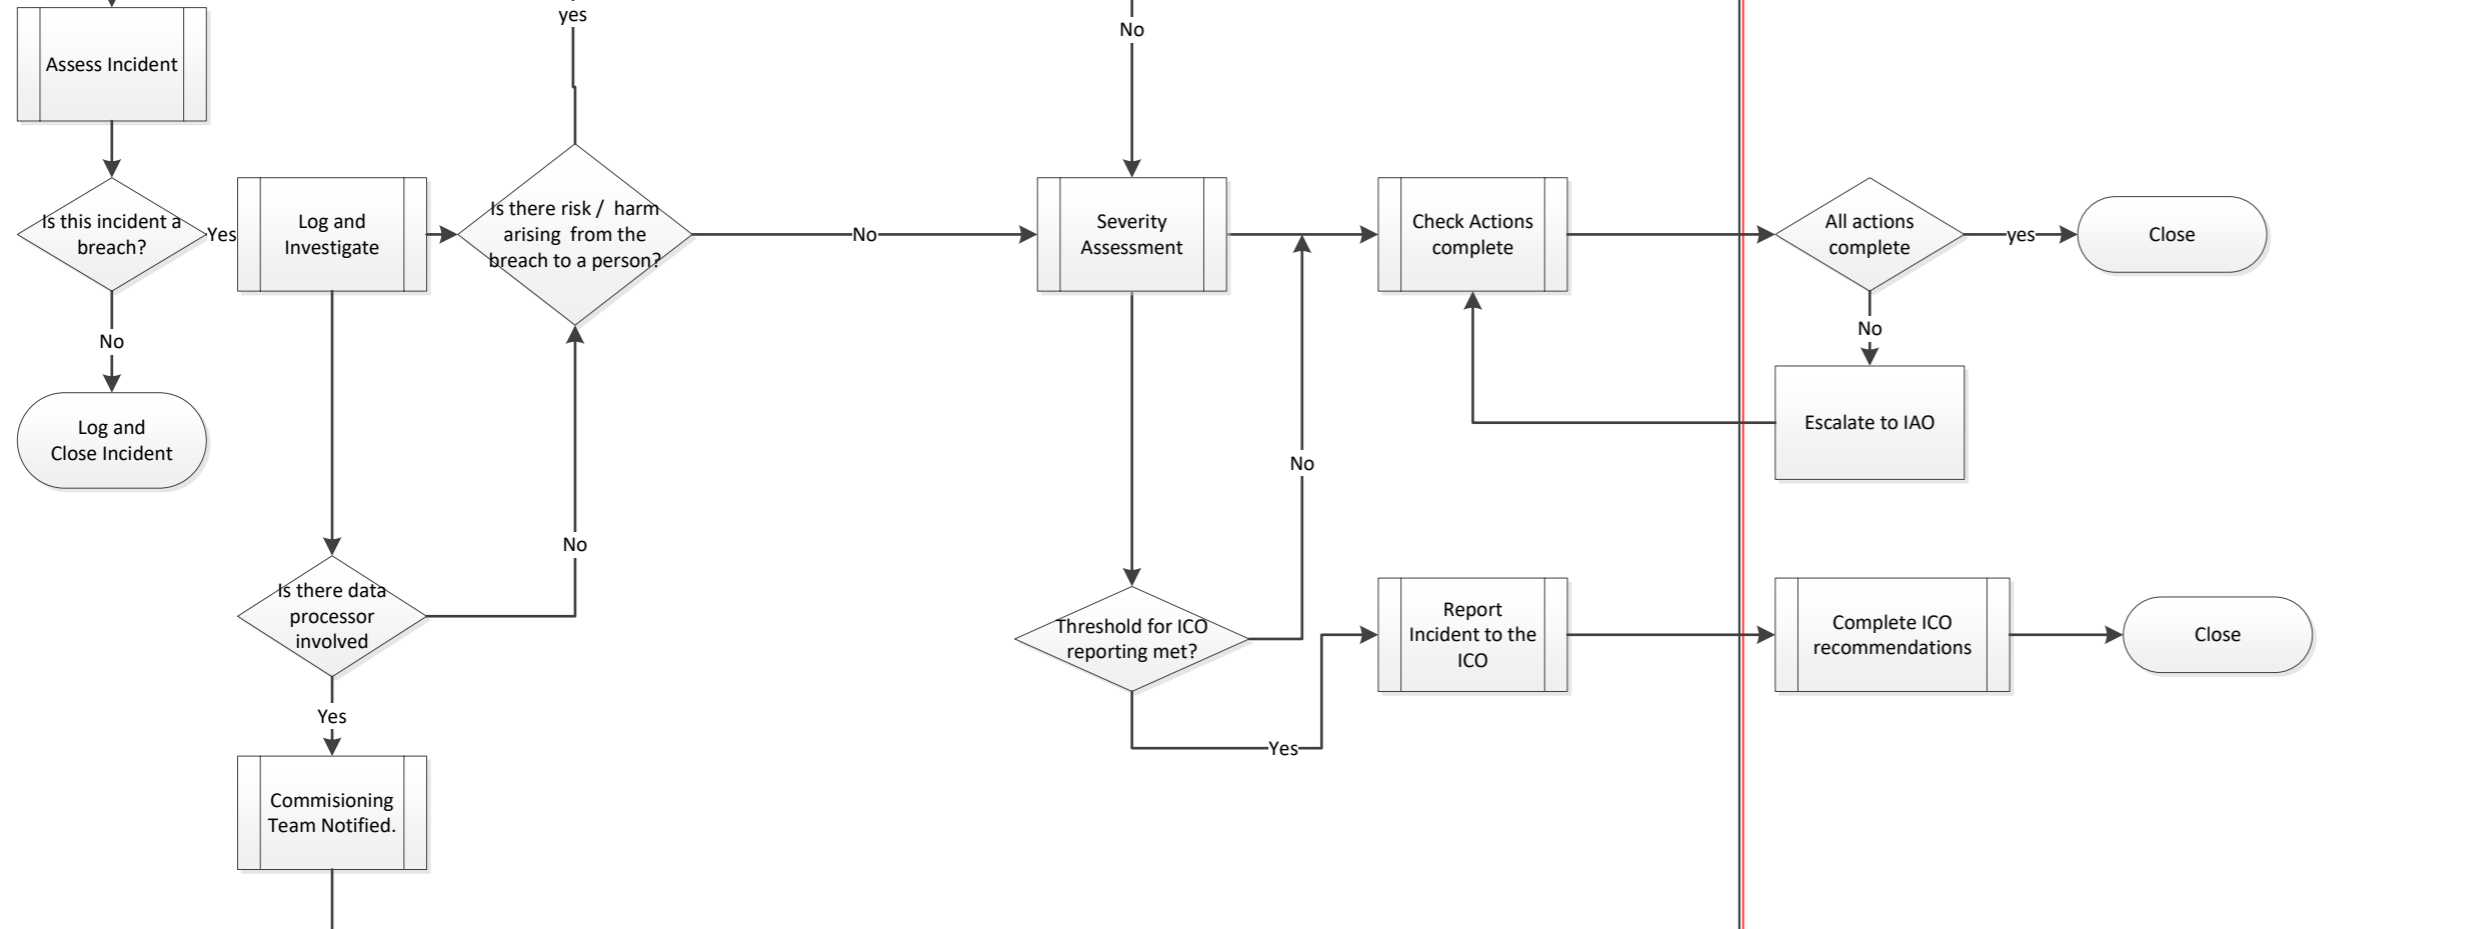 yes
No
Assess Incident
Is this incident a
breach?
Yes
Log and
Investigate
Is there risk / harm
arising from the
breach to a person?
No
Severity
Assessment
Check Actions
complete
All actions
complete
yes
Close
No
No
Log and
Close Incident
Escalate to IAO
No
No
Is there data
processor
involved
Threshold for ICO
reporting met?
Report
Incident to the
ICO
Complete ICO
recommendations
Close
Yes
Yes
Commisioning
Team Notified.